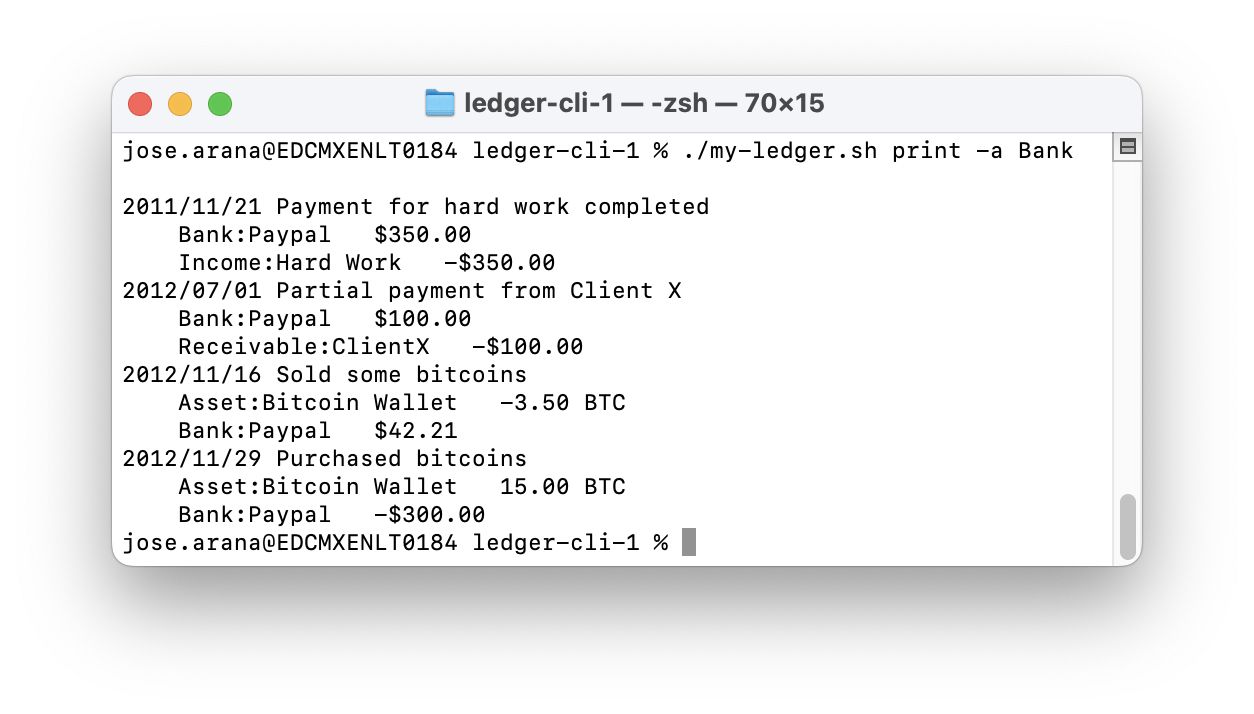 ledger-cli-1 — -zsh — 70×15
jose.arana@EDCMXENLT0184 ledger-cli-1 % ./my-ledger.sh print -a Bank
2011/11/21 Payment for hard work completed
    Bank:Paypal   $350.00
    Income:Hard Work   -$350.00
2012/07/01 Partial payment from Client X
    Bank:Paypal   $100.00
    Receivable:ClientX   -$100.00
2012/11/16 Sold some bitcoins
    Asset:Bitcoin Wallet   -3.50 BTC
    Bank:Paypal   $42.21
2012/11/29 Purchased bitcoins
    Asset:Bitcoin Wallet   15.00 BTC
    Bank:Paypal   -$300.00
jose.arana@EDCMXENLT0184 ledger-cli-1 %